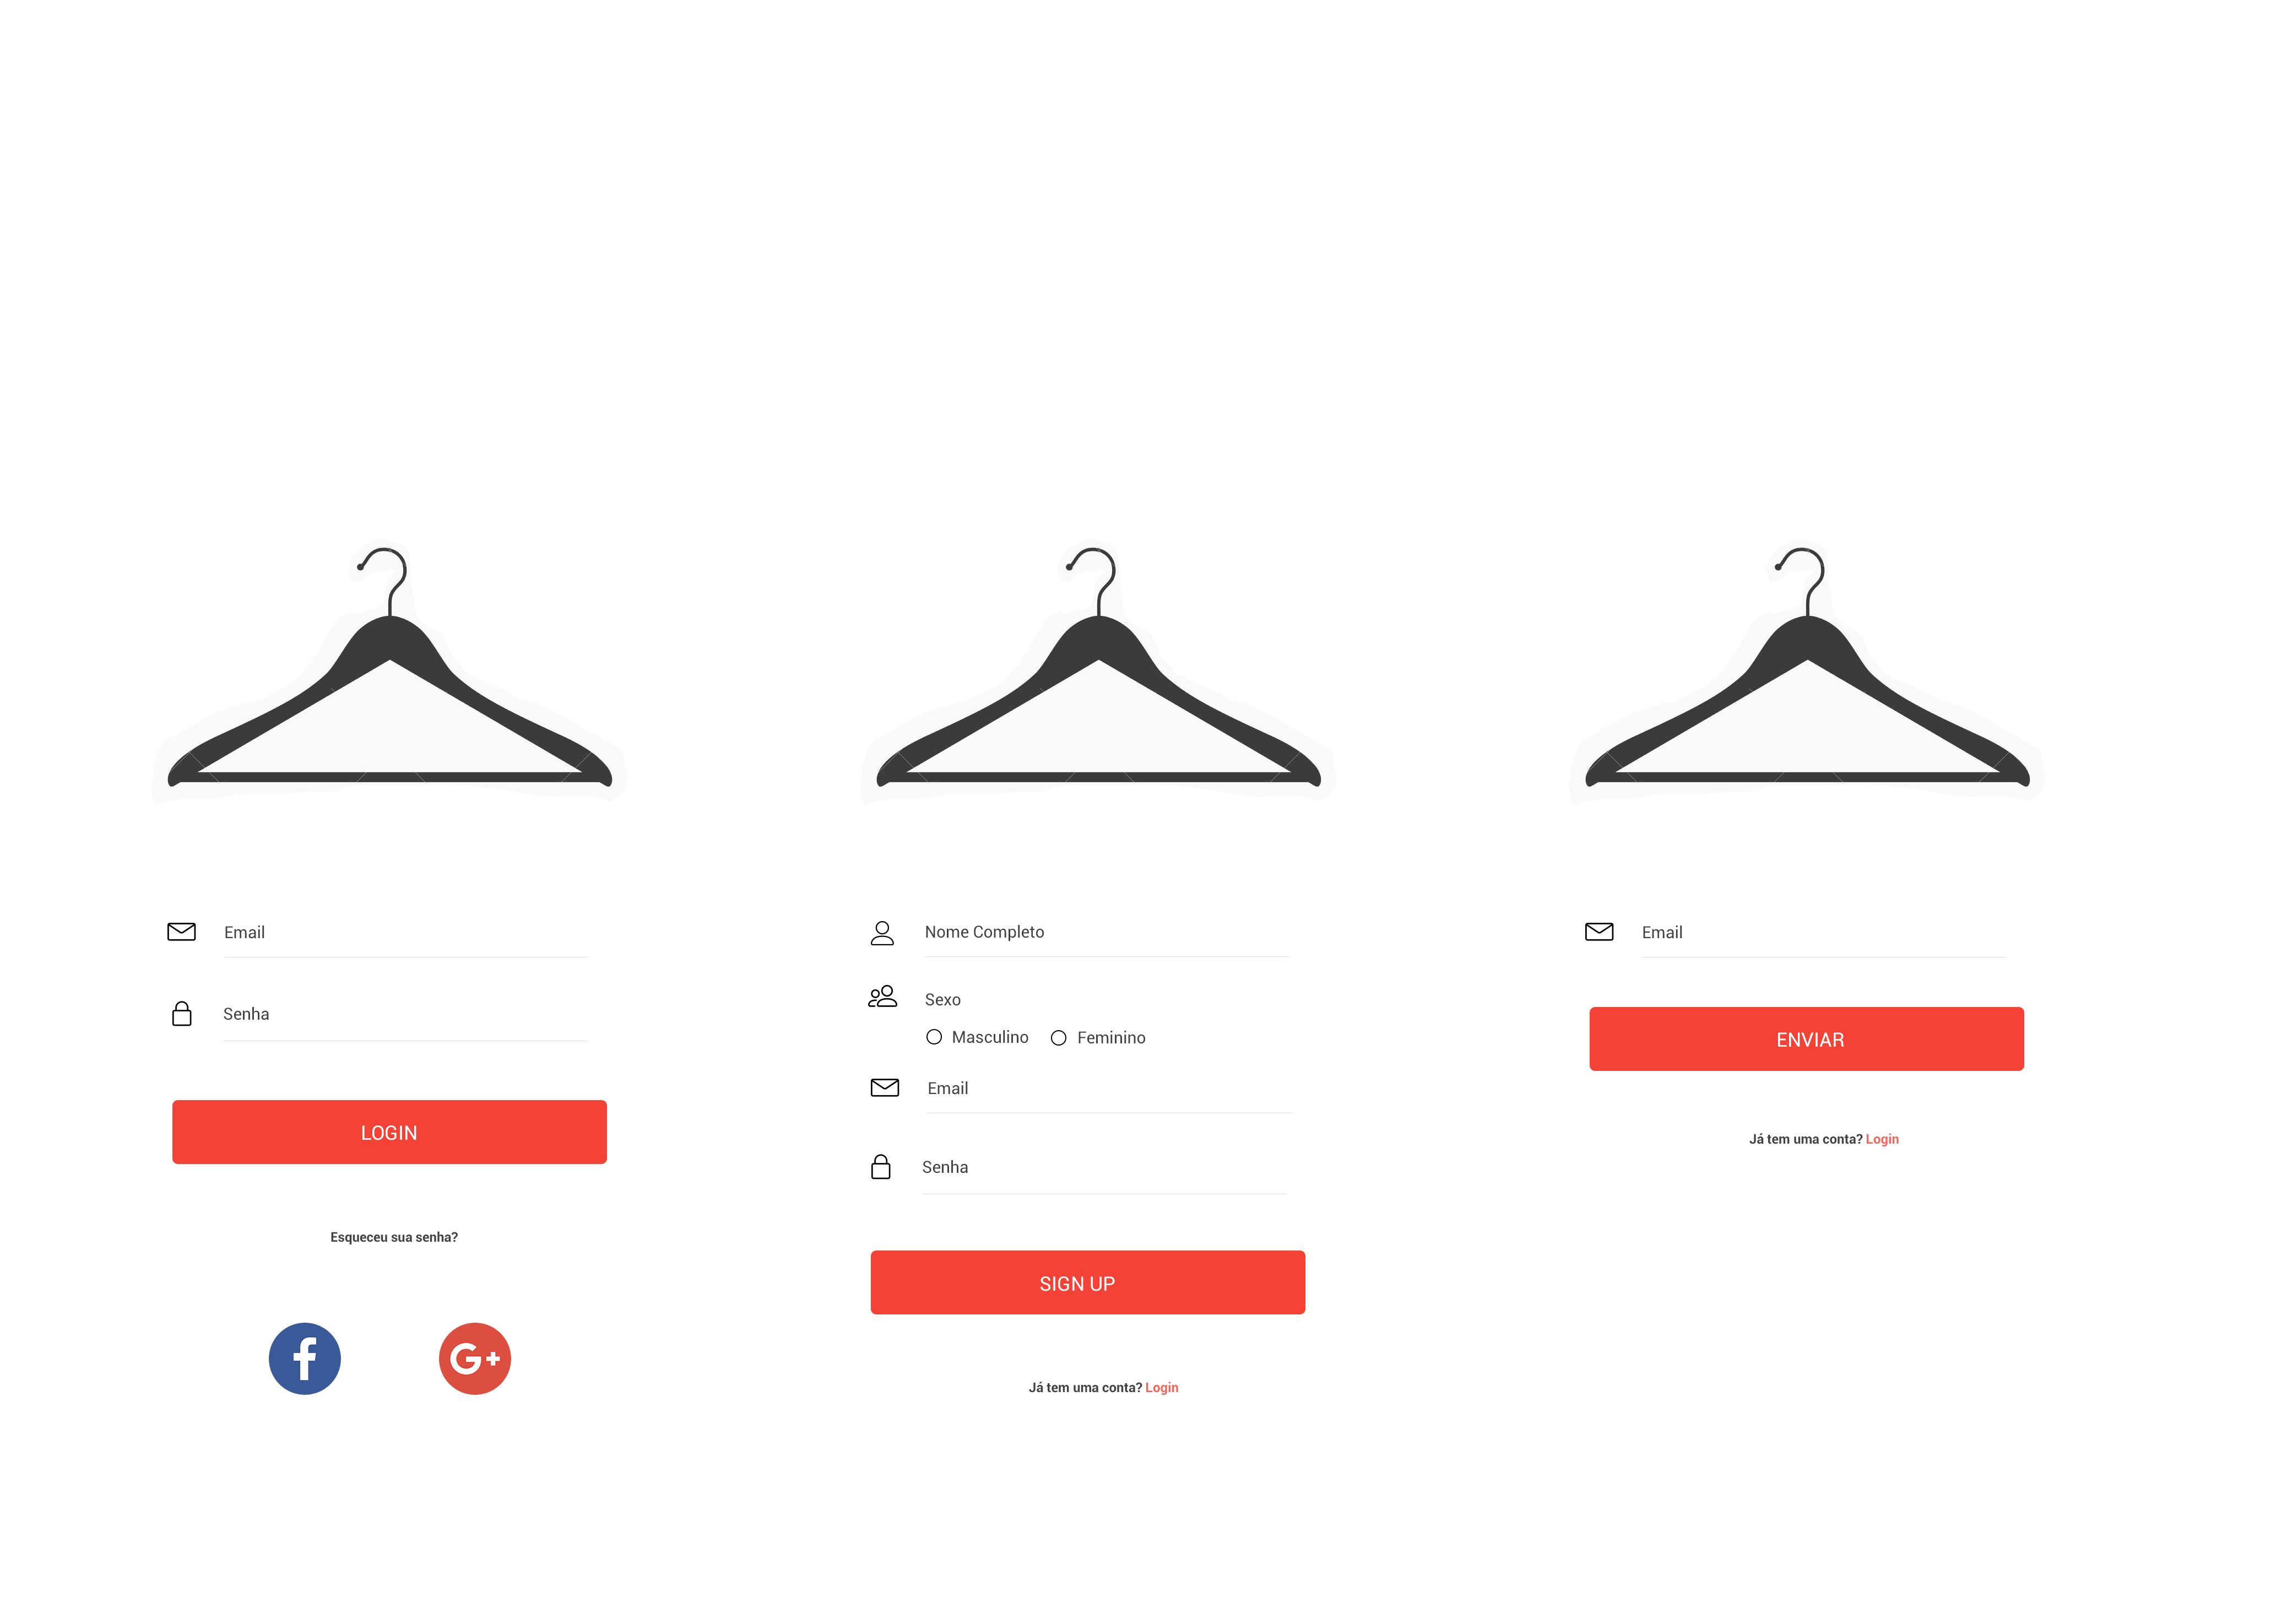 Email
Senha
LOGIN
Esqueceu sua senha?
G+
Nome Completo
Sexo
Masculino Feminino
Email
Senha
SIGN UP
Já tem uma conta? Login
Email
ENVIAR
Já tem uma conta? Login